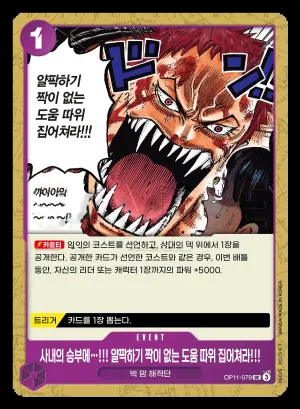 1
얄팍하기
짝이 없는
도움 따위
집어쳐라!!!
끼야아악
카운터 임의의 코스트를 선언하고, 상대의 덱 위에서 1장을
공개한다. 공개한 카드가 선언한 코스트와 같은 경우, 이번 배틀
동안, 자신의 리더 또는 캐릭터 1장까지의 파워 +5000.
트리거 카드를 1장 뽑는다.
EVENT
사내의 승부에…!!! 얄팍하기 짝이 없는 도움 따위 집어쳐라!!!
빅 맘 해적단
OP11-079 UC 3